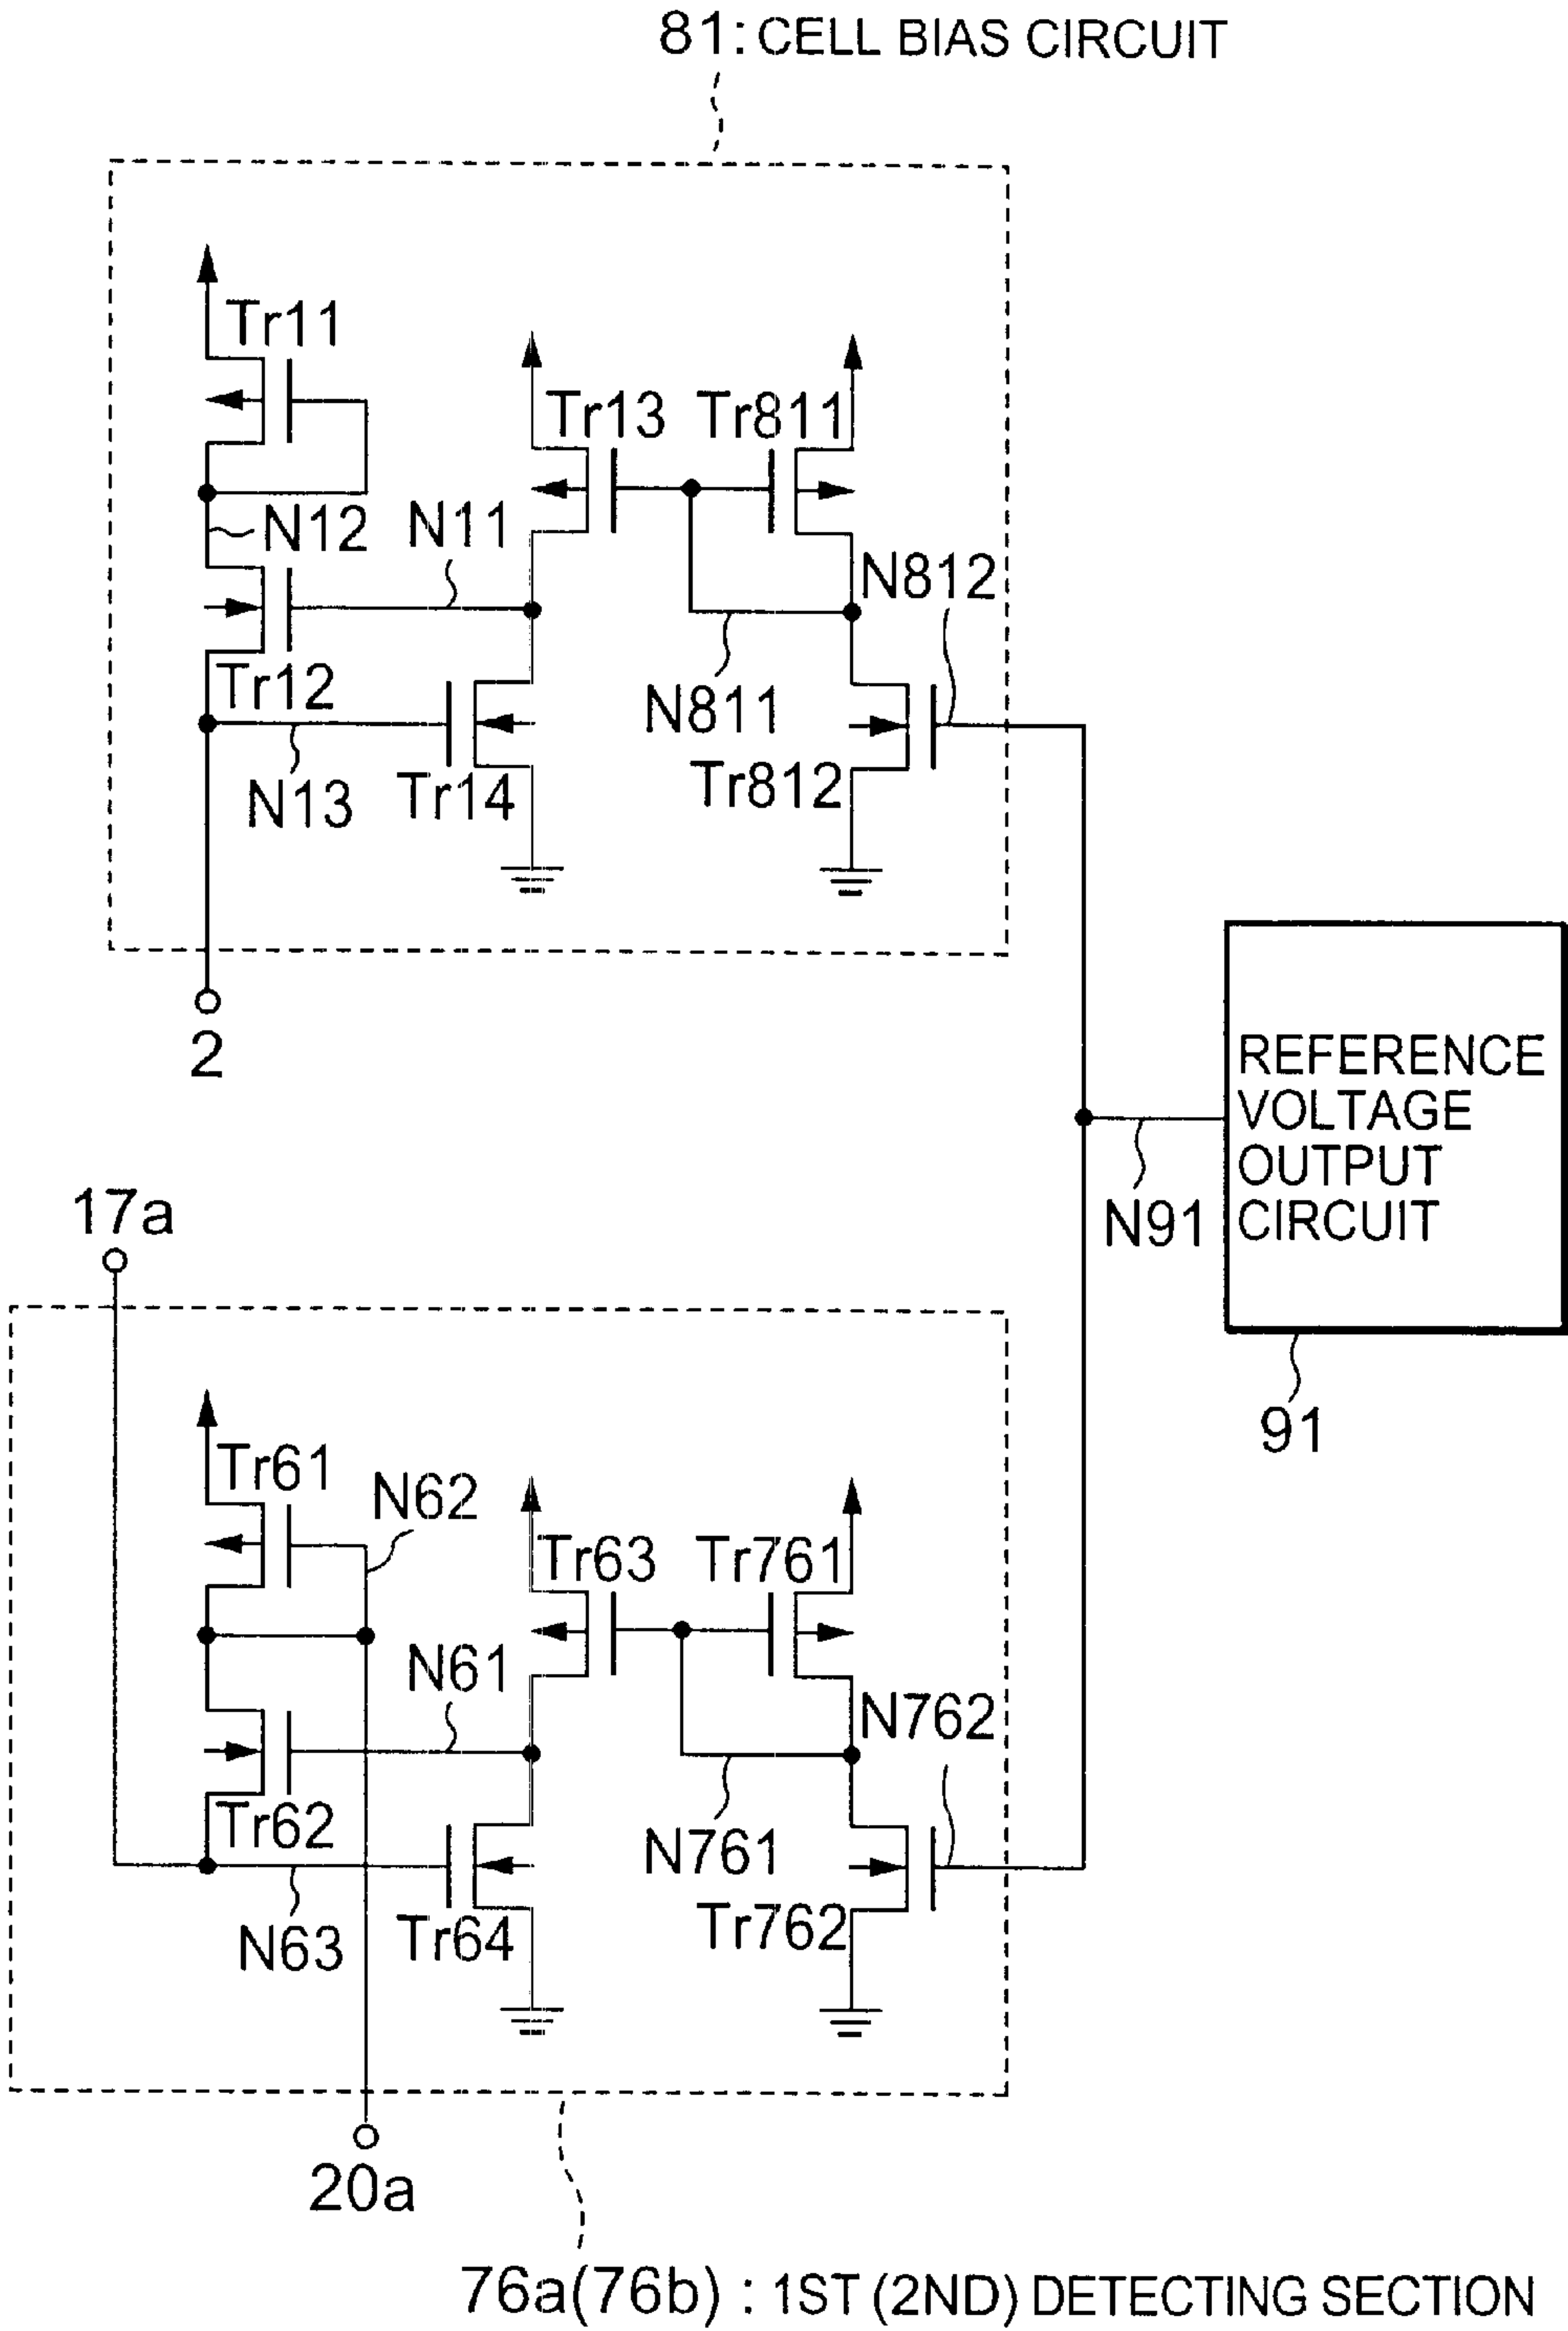 81: CELL BIAS CIRCUIT
Tr11
Tr13
Tr811
N12
N11
N812
Tr12
N811
N13
Tr14
Tr812
2
REFERENCE
VOLTAGE
OUTPUT
CIRCUIT
N91
17a
91
Tr61
N62
Tr63
Tr761
N61
N762
Tr62
N761
N63
Tr64
Tr762
20a
76a(76b) : 1ST (2ND) DETECTING SECTION